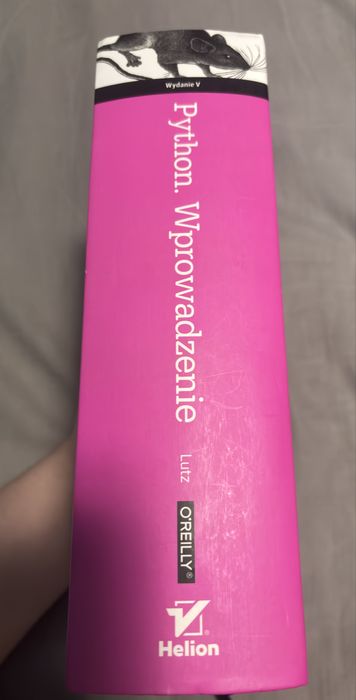 Wydanie V
Python. Wprowadzenie
Lutz
O'REILLY®
Helion®